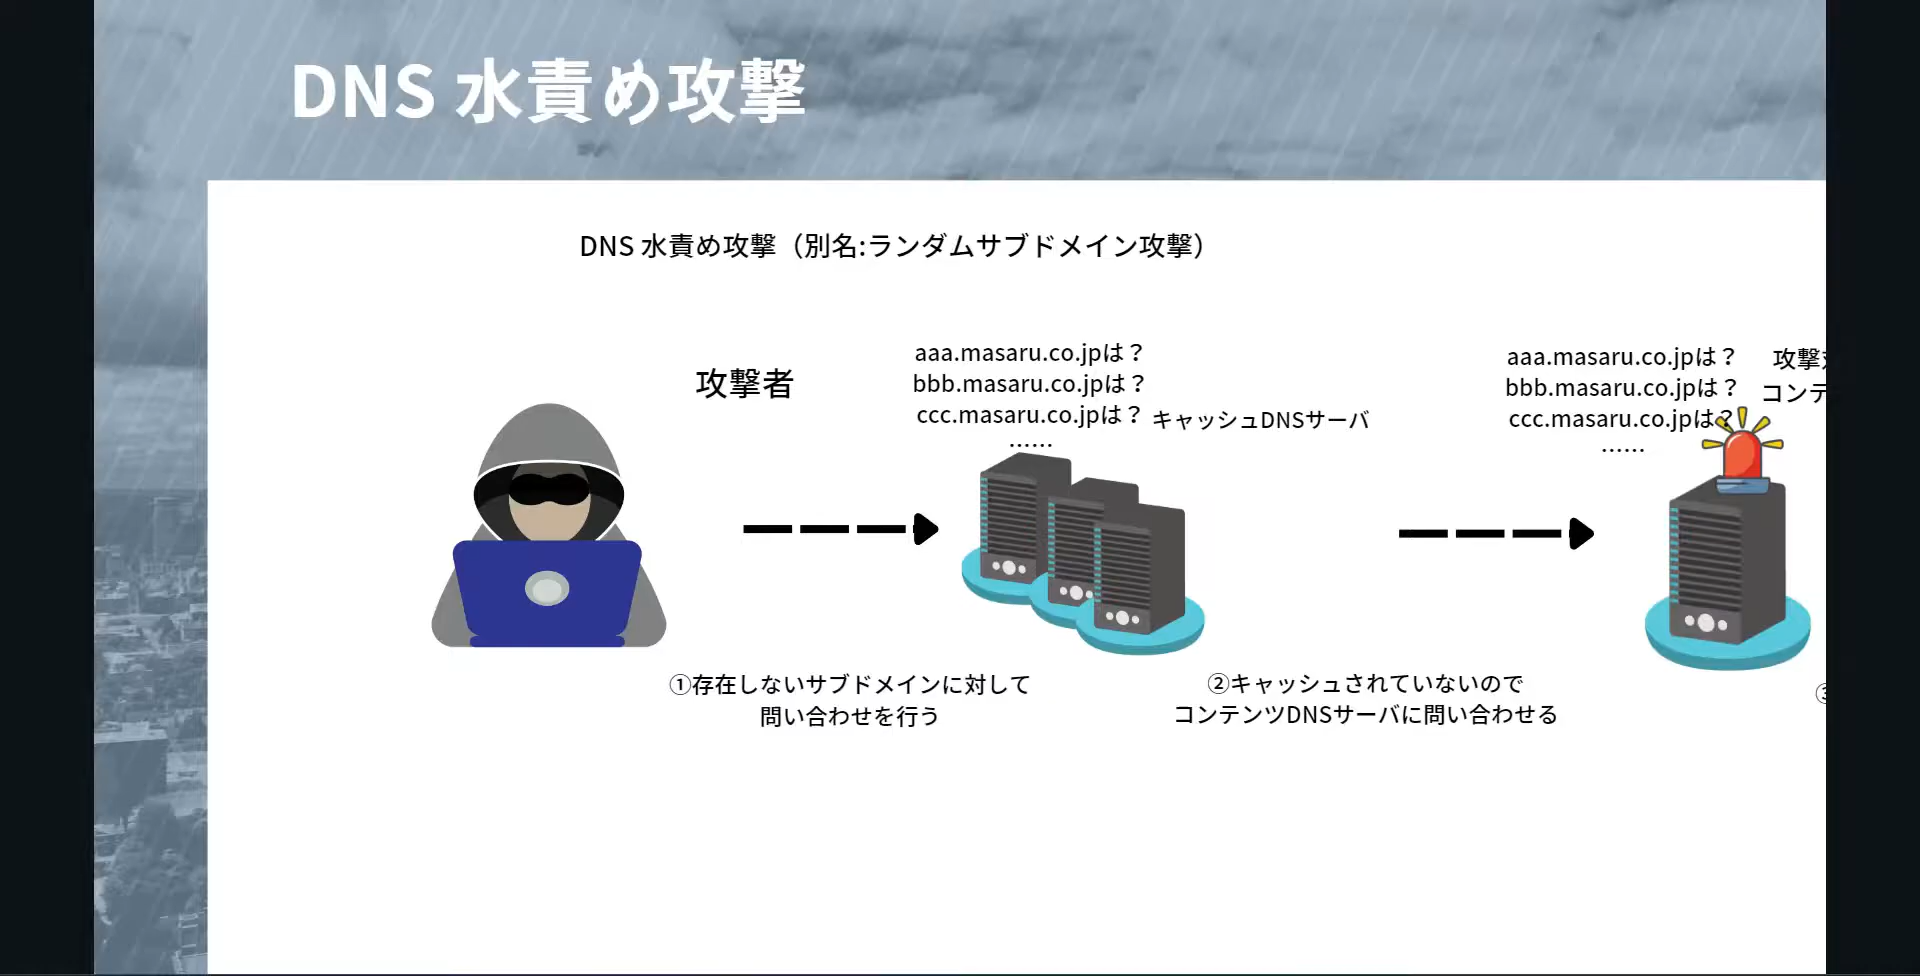 DNS 水責め攻撃
DNS 水責め攻撃（別名:ランダムサブドメイン攻撃）
攻撃者
aaa.masaru.co.jpは？
bbb.masaru.co.jpは？
ccc.masaru.co.jpは？
......
キャッシュDNSサーバ
aaa.masaru.co.jpは？
bbb.masaru.co.jpは？
ccc.masaru.co.jpは？
......
攻撃
コンテ
①存在しないサブドメインに対して
問い合わせを行う
②キャッシュされていないので
コンテンツDNSサーバに問い合わせる